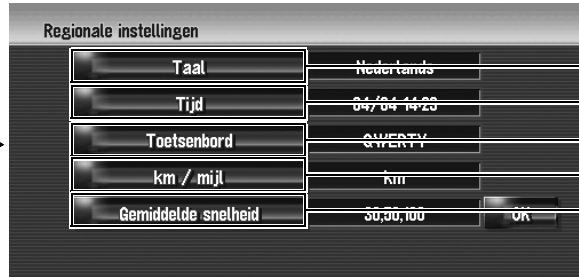 Regionale instellingen
Taal Nederlands
Tijd 04/04 14:23
Toetsenbord QWERTY
km / mijl km
Gemiddelde snelheid 30,50,100 OK